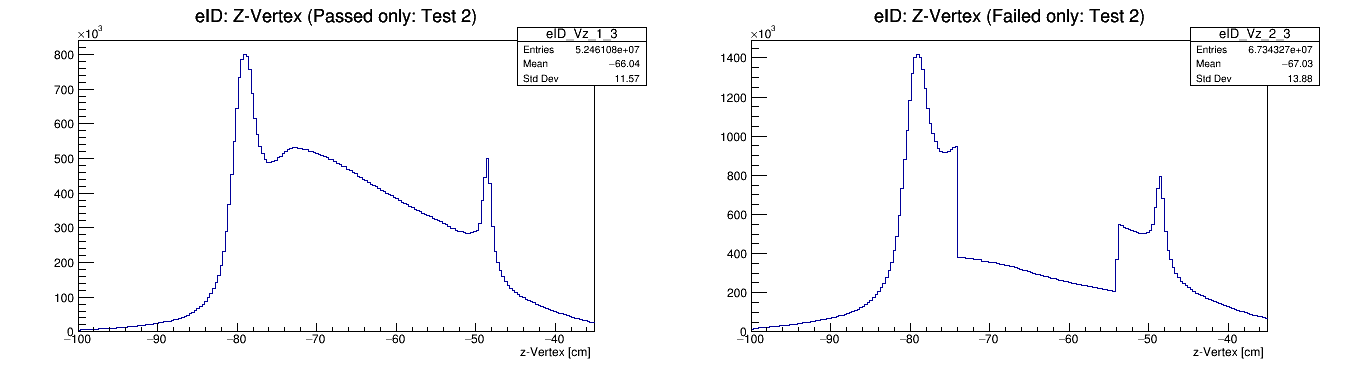 eID: Z-Vertex (Passed only: Test 2)
×10³
eID_Vz_1_3
Entries 5.246108e+07
Mean −66.04
Std Dev 11.57
800
700
600
500
400
300
200
100
0
−100 −90 −80 −70 −60 −50 −40
z-Vertex [cm]
eID: Z-Vertex (Failed only: Test 2)
×10³
eID_Vz_2_3
Entries 6.734327e+07
Mean −67.03
Std Dev 13.88
1400
1200
1000
800
600
400
200
0
−100 −90 −80 −70 −60 −50 −40
z-Vertex [cm]